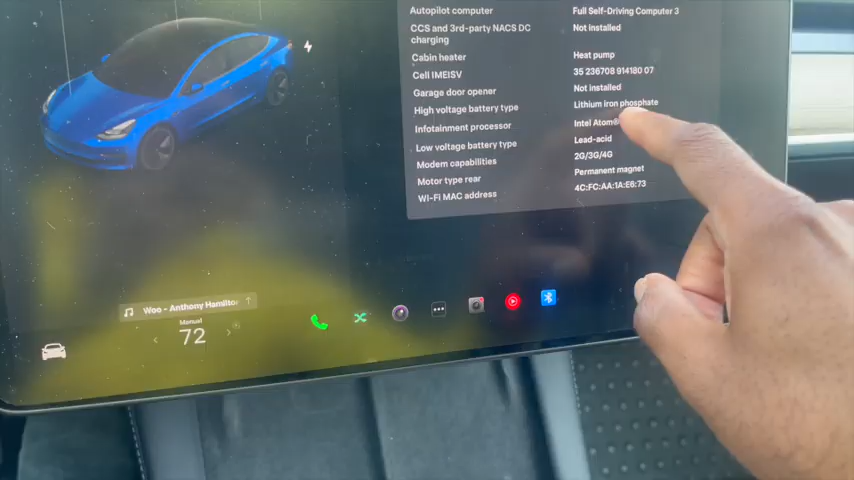 Autopilot computer Full Self-Driving Computer 3
CCS and 3rd-party NACS DC charging Not installed
Cabin heater Heat pump
Cell IMEISV 35 236708 914180 07
Garage door opener Not installed
High voltage battery type Lithium iron phosphate
Infotainment processor Intel Atom®
Low voltage battery type Lead-acid
Modem capabilities 2G/3G/4G
Motor type rear Permanent magnet
Wi-Fi MAC address 4C:FC:AA:1A:E6:73
Woo - Anthony Hamilton
Manual
72